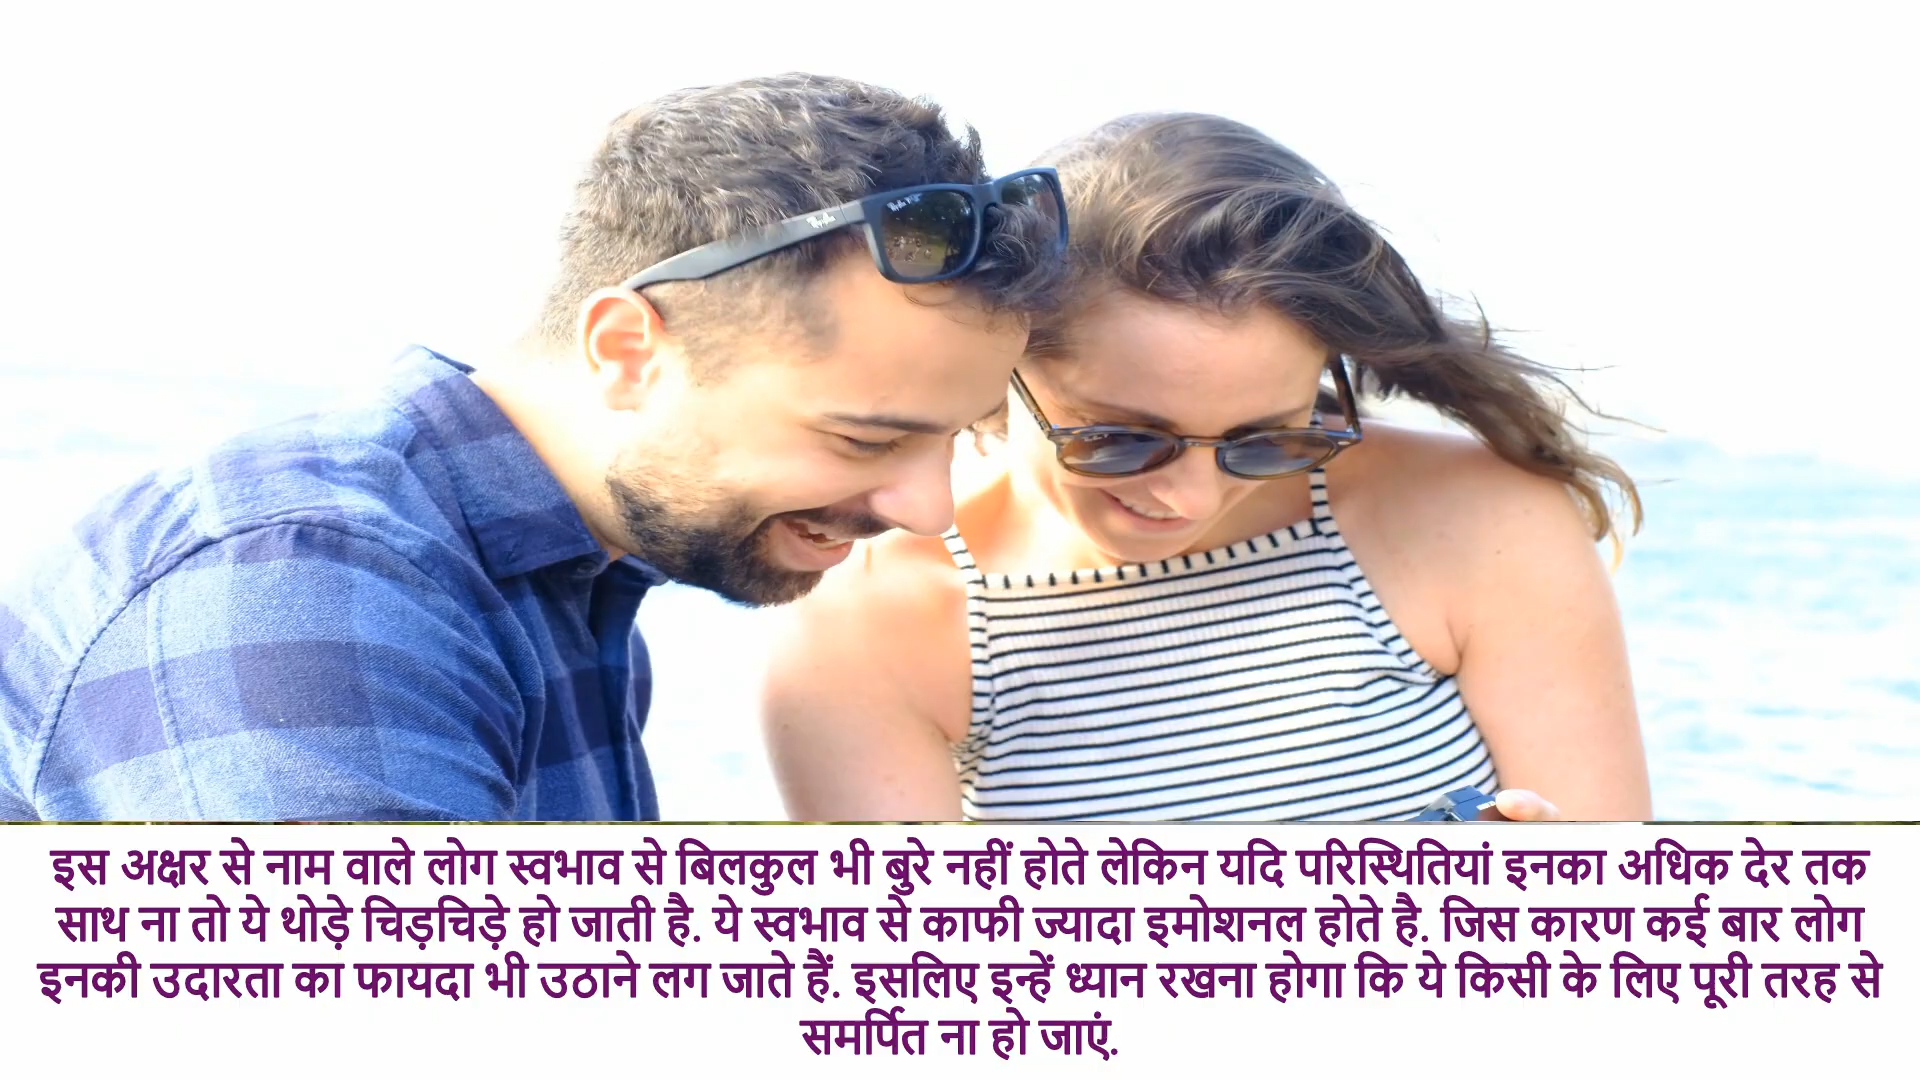 इस अक्षर से नाम वाले लोग स्वभाव से बिलकुल भी बुरे नहीं होते लेकिन यदि परिस्थितियां इनका अधिक देर तक
साथ ना तो ये थोड़े चिड़चिड़े हो जाती है. ये स्वभाव से काफी ज्यादा इमोशनल होते है. जिस कारण कई बार लोग
इनकी उदारता का फायदा भी उठाने लग जाते हैं. इसलिए इन्हें ध्यान रखना होगा कि ये किसी के लिए पूरी तरह से
समर्पित ना हो जाएं.